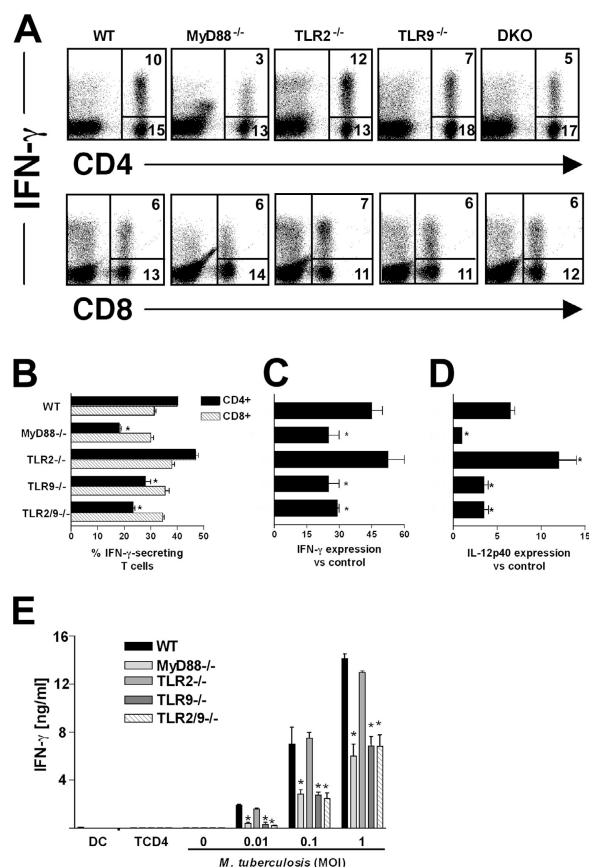 A
WT MyD88-/- TLR2-/- TLR9-/- DKO
IFN-γ
10 3 12 7 5
15 13 13 18 17
CD4
6 6 7 6 6
13 14 11 11 12
CD8
B C D
WT
MyD88-/-
TLR2-/-
TLR9-/-
TLR2/9-/-
CD4+
CD8+
* * *
0 20 40 60
% IFN-γ-secreting
T cells
* * *
0 15 30 45 60
IFN-γ expression
vs control
* * * *
0 5 10 15
IL-12p40 expression
vs control
E
IFN-γ [ng/ml]
16
12
8
4
WT
MyD88-/-
TLR2-/-
TLR9-/-
TLR2/9-/-
* ** * ** * **
DC TCD4 0 0.01 0.1 1
M. tuberculosis (MOI)